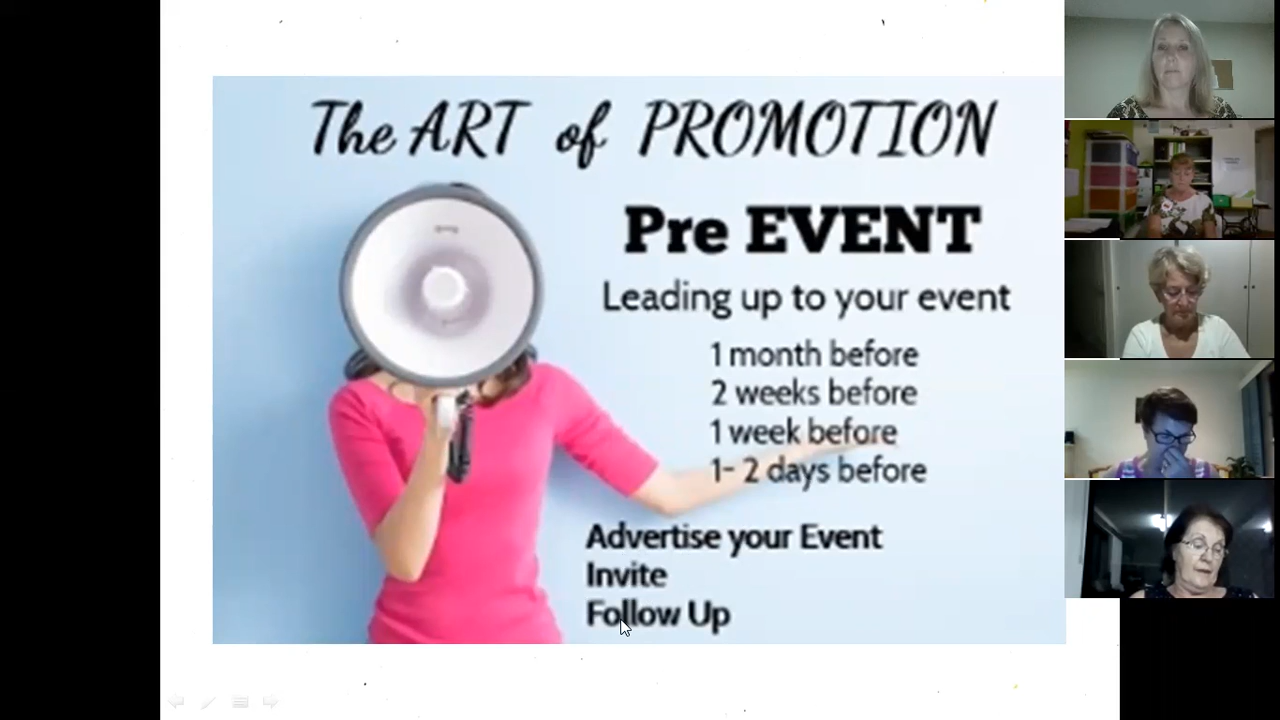 The ART of PROMOTION
Pre EVENT
Leading up to your event
1 month before
2 weeks before
1 week before
1- 2 days before
Advertise your Event
Invite
Follow Up